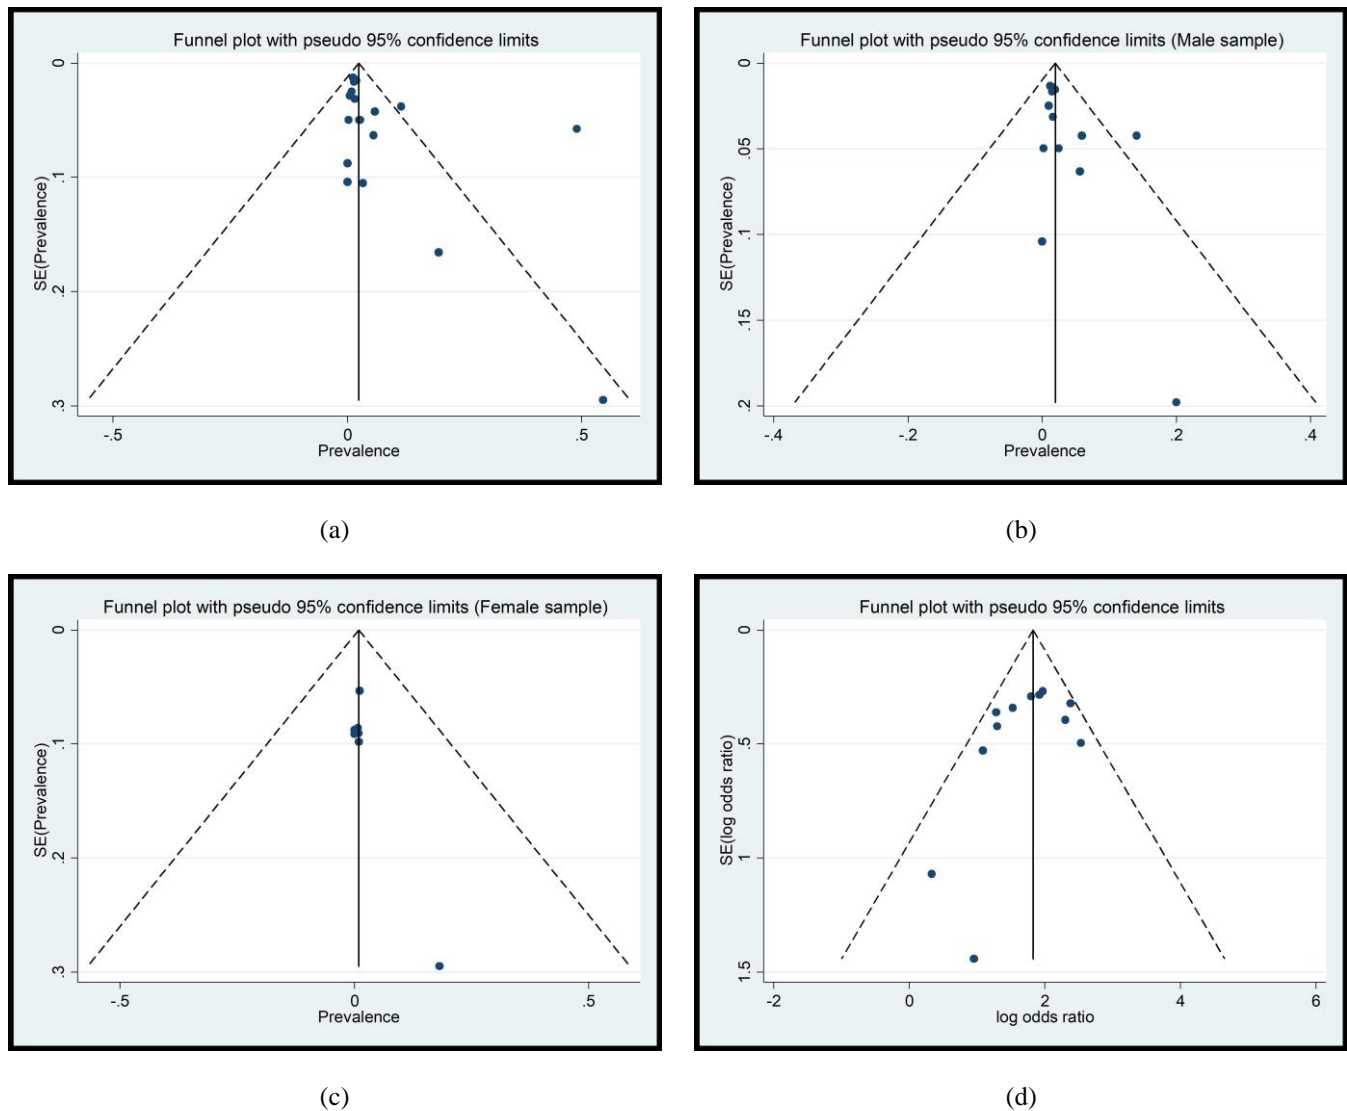 Funnel plot with pseudo 95% confidence limits
0
.1
.2
.3
SE(Prevalence)
-.5 0 .5
Prevalence
(a)
Funnel plot with pseudo 95% confidence limits (Male sample)
0
.05
.1
.15
.2
SE(Prevalence)
-.4 -.2 0 .2 .4
Prevalence
(b)
Funnel plot with pseudo 95% confidence limits (Female sample)
0
.1
.2
.3
SE(Prevalence)
-.5 0 .5
Prevalence
(c)
Funnel plot with pseudo 95% confidence limits
0
.5
1
1.5
SE(log odds ratio)
-2 0 2 4 6
log odds ratio
(d)